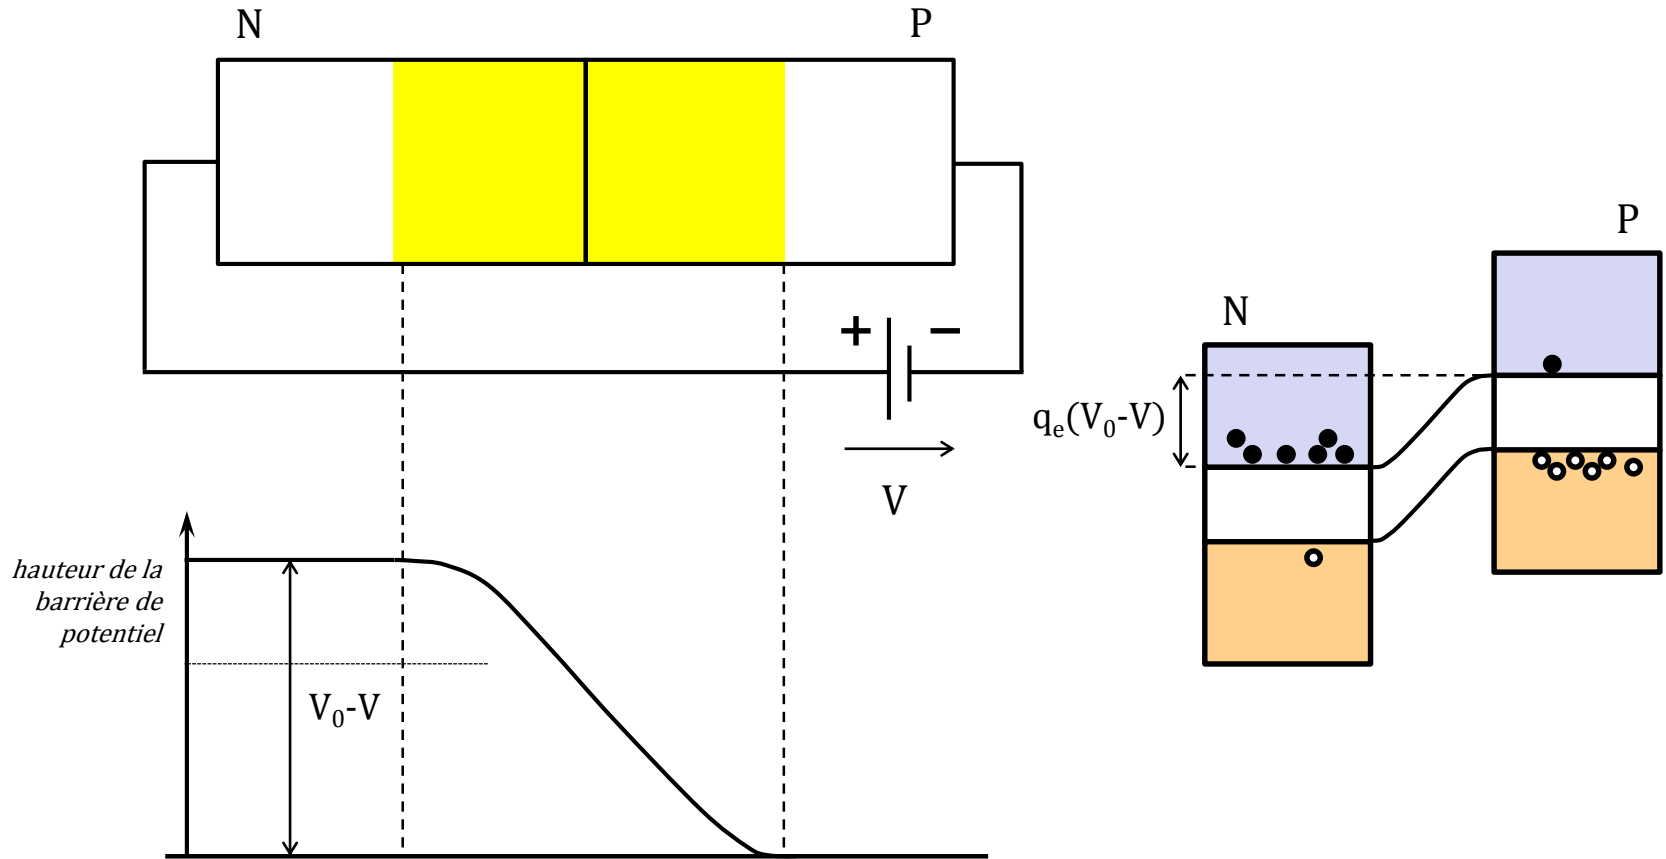 N
P
+ −
V
hauteur de la
barrière de
potentiel
V₀-V
N
P
qₑ(V₀-V)